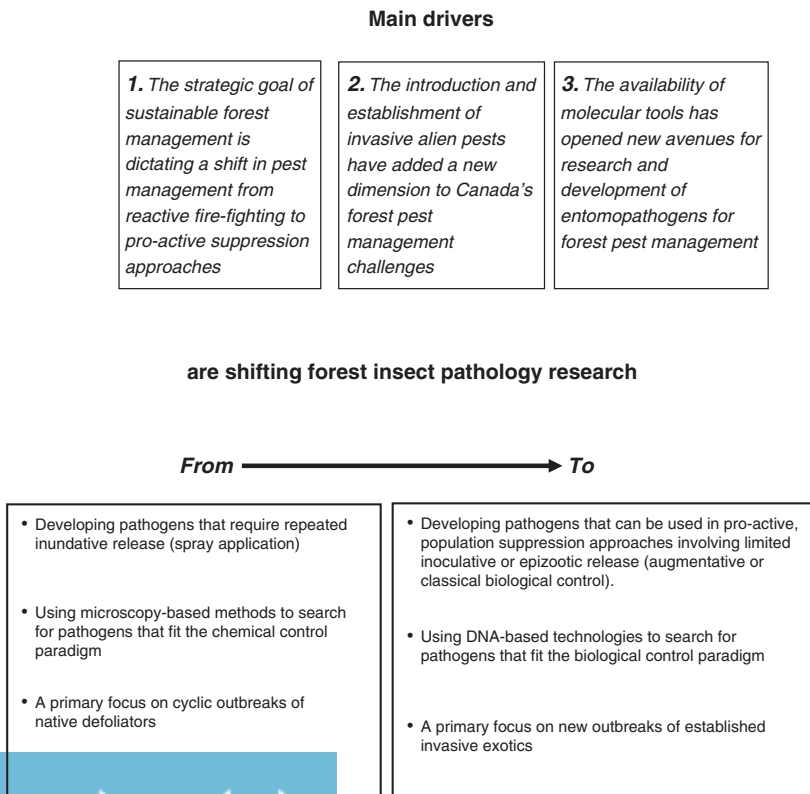 Main drivers
1. The strategic goal of
sustainable forest
management is
dictating a shift in pest
management from
reactive fire-fighting to
pro-active suppression
approaches
2. The introduction and
establishment of
invasive alien pests
have added a new
dimension to Canada's
forest pest
management
challenges
3. The availability of
molecular tools has
opened new avenues for
research and
development of
entomopathogens for
forest pest management
are shifting forest insect pathology research
From To
• Developing pathogens that require repeated
inundative release (spray application)
• Using microscopy-based methods to search
for pathogens that fit the chemical control
paradigm
• A primary focus on cyclic outbreaks of
native defoliators
• Developing pathogens that can be used in pro-active,
population suppression approaches involving limited
inoculative or epizootic release (augmentative or
classical biological control).
• Using DNA-based technologies to search for
pathogens that fit the biological control paradigm
• A primary focus on new outbreaks of established
invasive exotics